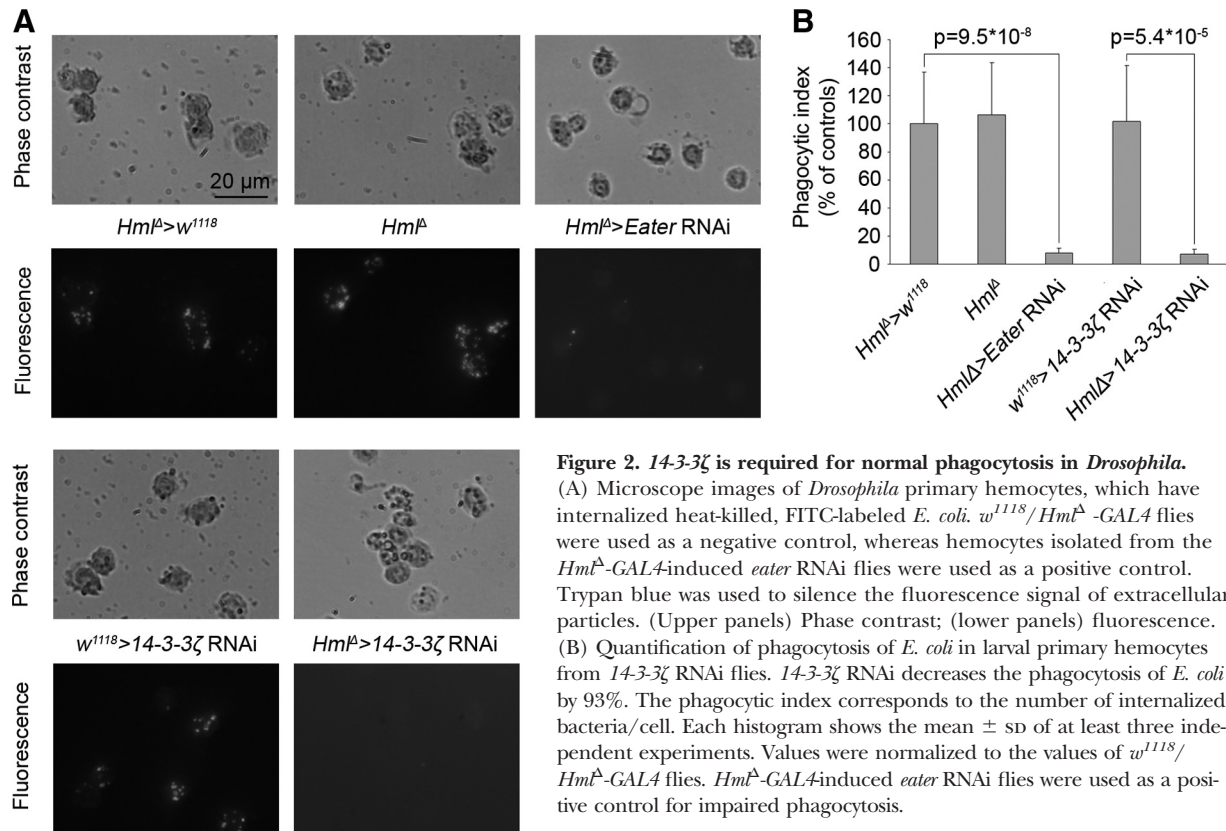 A
Phase contrast
20 μm
Hml^Δ>w^1118
Hml^Δ
Hml^Δ>Eater RNAi
Fluorescence
Phase contrast
w^1118>14-3-3ζ RNAi
Hml^Δ>14-3-3ζ RNAi
Fluorescence
B
p=9.5*10^-8
p=5.4*10^-5
Phagocytic index
(% of controls)
160
140
120
100
80
60
40
20
0
Hml^Δ>w^1118
Hml^Δ
HmlΔ>Eater RNAi
w^1118>14-3-3ζ RNAi
HmlΔ>14-3-3ζ RNAi
Figure 2. 14-3-3ζ is required for normal phagocytosis in Drosophila.
(A) Microscope images of Drosophila primary hemocytes, which have
internalized heat-killed, FITC-labeled E. coli. w^1118/Hml^Δ -GAL4 flies
were used as a negative control, whereas hemocytes isolated from the
Hml^Δ-GAL4-induced eater RNAi flies were used as a positive control.
Trypan blue was used to silence the fluorescence signal of extracellular
particles. (Upper panels) Phase contrast; (lower panels) fluorescence.
(B) Quantification of phagocytosis of E. coli in larval primary hemocytes
from 14-3-3ζ RNAi flies. 14-3-3ζ RNAi decreases the phagocytosis of E. coli
by 93%. The phagocytic index corresponds to the number of internalized
bacteria/cell. Each histogram shows the mean ± SD of at least three inde-
pendent experiments. Values were normalized to the values of w^1118/
Hml^Δ-GAL4 flies. Hml^Δ-GAL4-induced eater RNAi flies were used as a posi-
tive control for impaired phagocytosis.